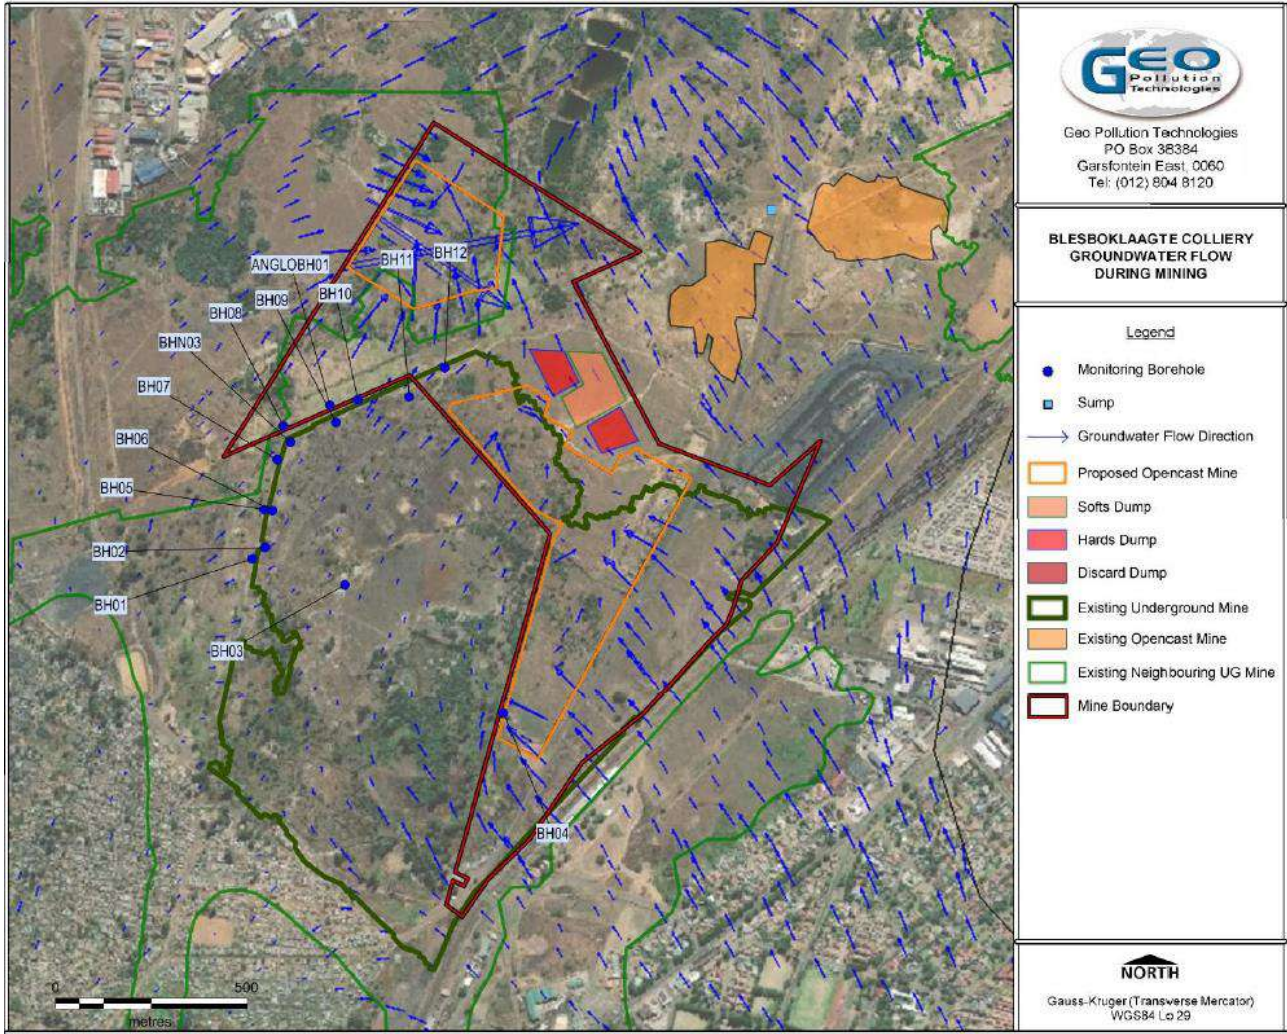 GEO
Pollution
Technologies
Geo Pollution Technologies
PO Box 38384
Garsfontein East, 0060
Tel: (012) 804 8120
BLESBOKLAAGTE COLLIERY
GROUNDWATER FLOW
DURING MINING
Legend
Monitoring Borehole
Sump
Groundwater Flow Direction
Proposed Opencast Mine
Softs Dump
Hards Dump
Discard Dump
Existing Underground Mine
Existing Opencast Mine
Existing Neighbouring UG Mine
Mine Boundary
NORTH
Gauss-Kruger (Transverse Mercator)
WGS84 Lo 29
BH12
BH11
ANGLOBH01
BH10
BH09
BH08
BHN03
BH07
BH06
BH05
BH02
BH01
BH03
BH04
0 500
metres